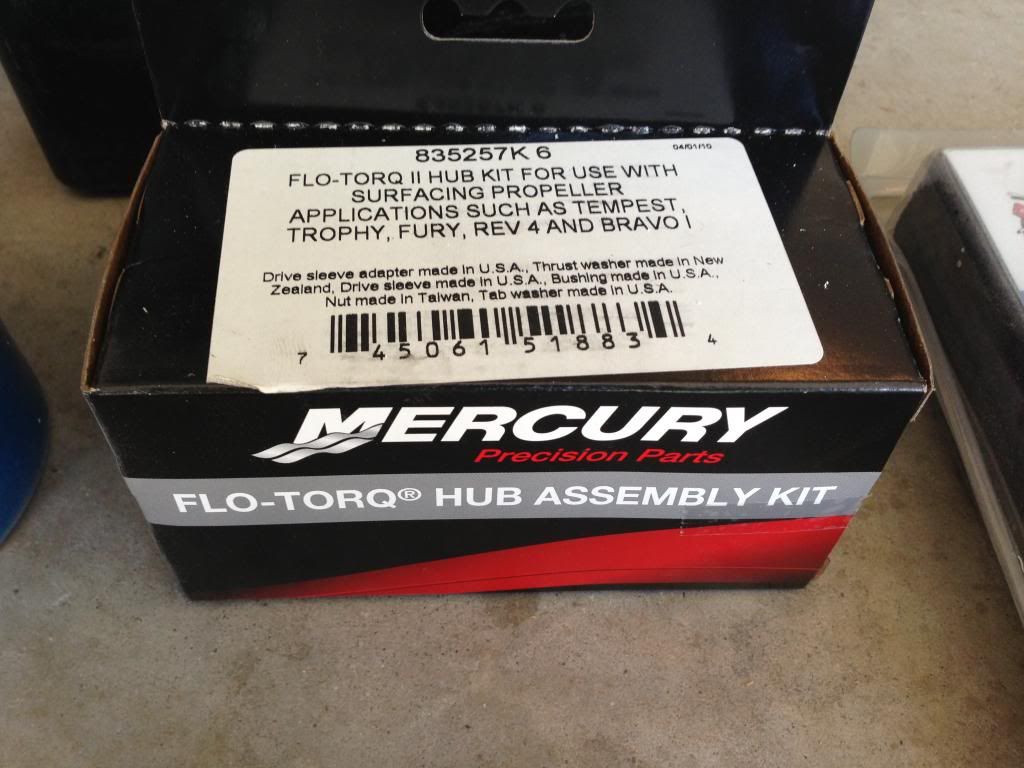 835257K 6
04/01/10
FLO-TORQ II HUB KIT FOR USE WITH
SURFACING PROPELLER
APPLICATIONS SUCH AS TEMPEST,
TROPHY, FURY, REV 4 AND BRAVO I
Drive sleeve adapter made in U.S.A., Thrust washer made in New
Zealand, Drive sleeve made in U.S.A., Bushing made in U.S.A.,
Nut made in Taiwan, Tab washer made in U.S.A.
7 45061 51883 4
MERCURY
Precision Parts
FLO-TORQ® HUB ASSEMBLY KIT